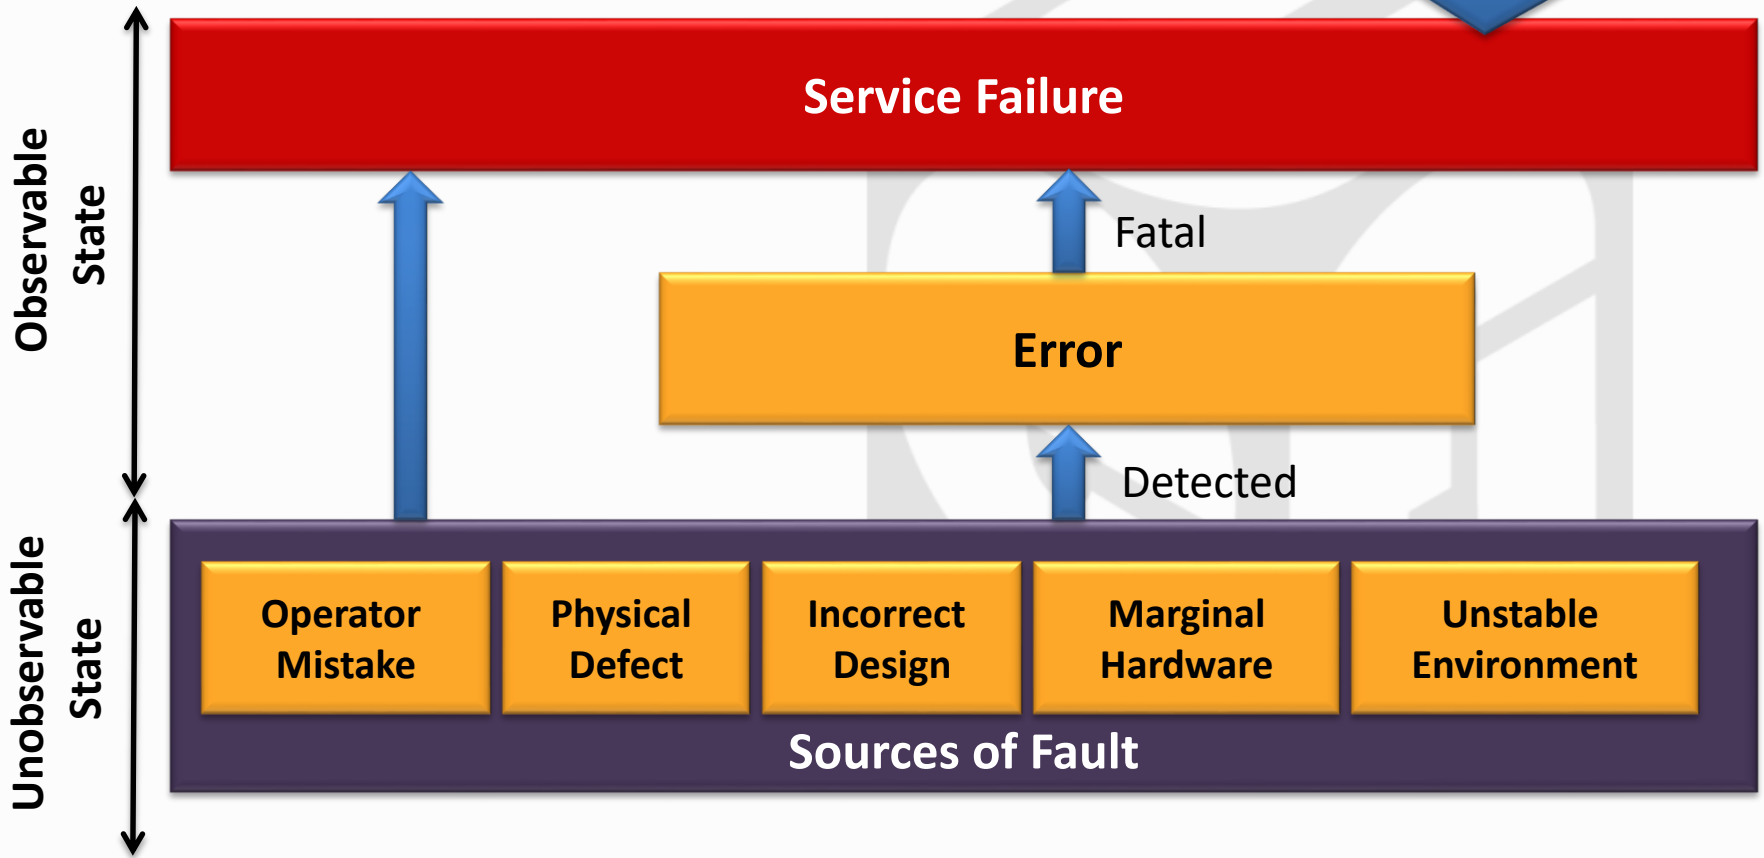 Observable
State
Service Failure
Fatal
Error
Detected
Unobservable
State
Operator
Mistake
Physical
Defect
Incorrect
Design
Marginal
Hardware
Unstable
Environment
Sources of Fault